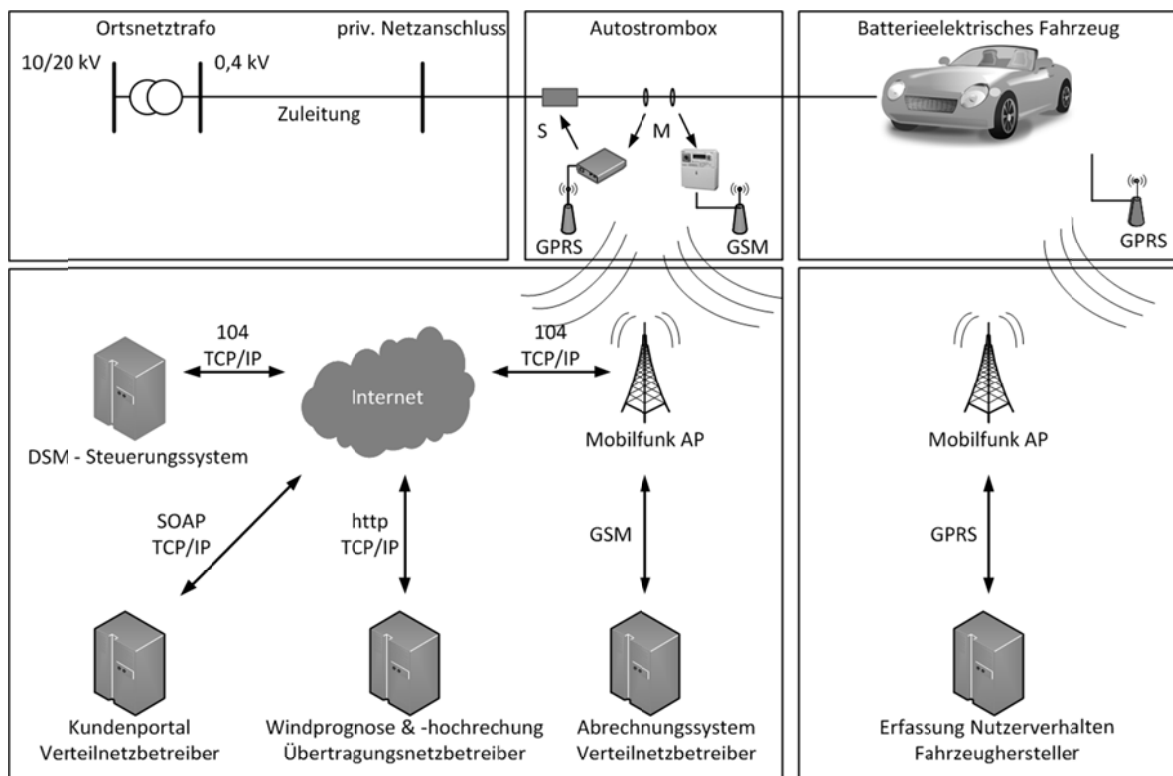 Ortsnetztrafo
priv. Netzanschluss
10/20 kV
0,4 kV
Zuleitung
Autostrombox
S
M
GPRS
GSM
Batterieelektrisches Fahrzeug
GPRS
104
TCP/IP
104
TCP/IP
Internet
DSM - Steuerungssystem
Mobilfunk AP
Mobilfunk AP
SOAP
TCP/IP
http
TCP/IP
GSM
GPRS
Kundenportal
Verteilnetzbetreiber
Windprognose & -hochrechung
Übertragungsnetzbetreiber
Abrechnungssystem
Verteilnetzbetreiber
Erfassung Nutzerverhalten
Fahrzeughersteller